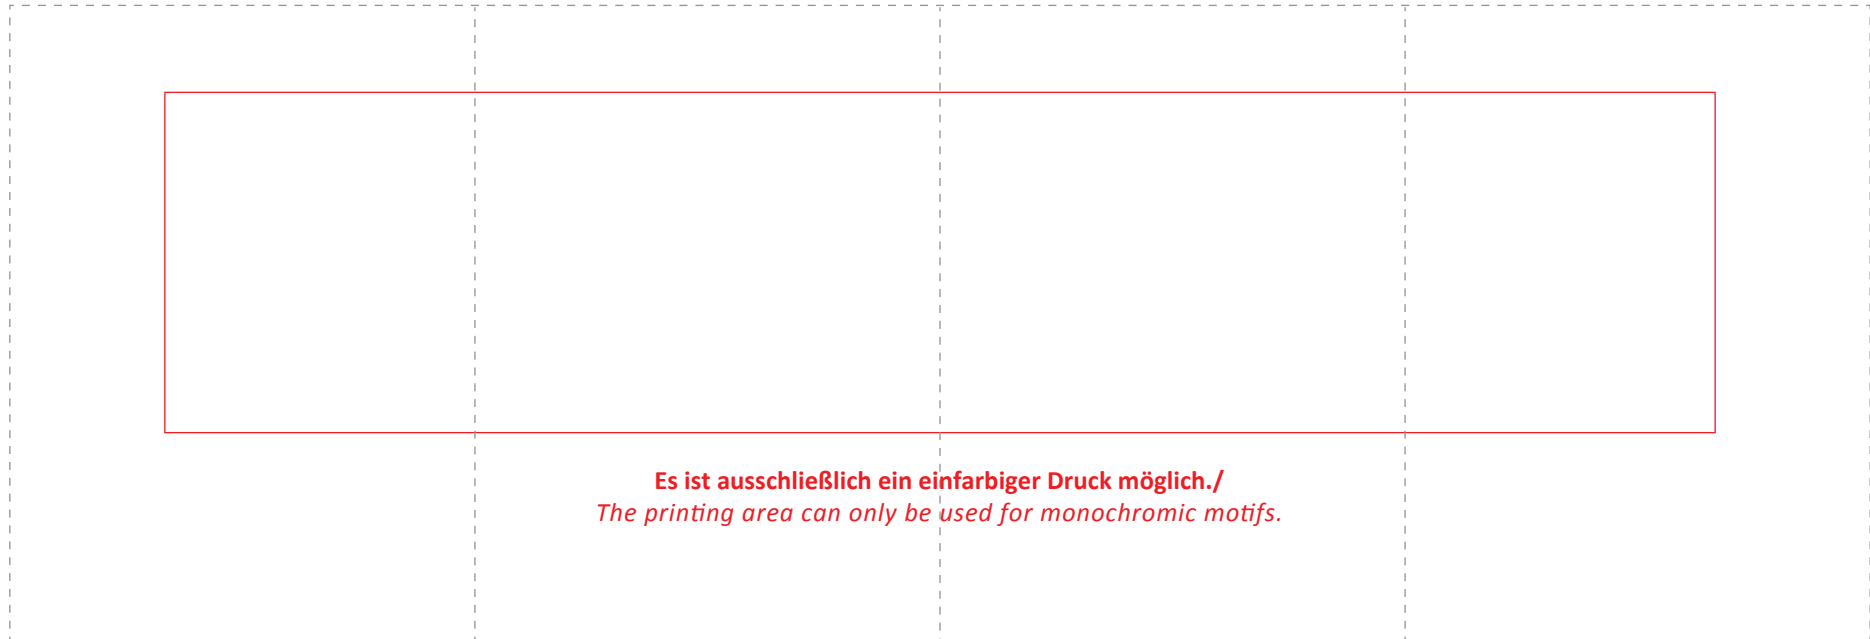 Es ist ausschließlich ein einfarbiger Druck möglich./
The printing area can only be used for monochromic motifs.